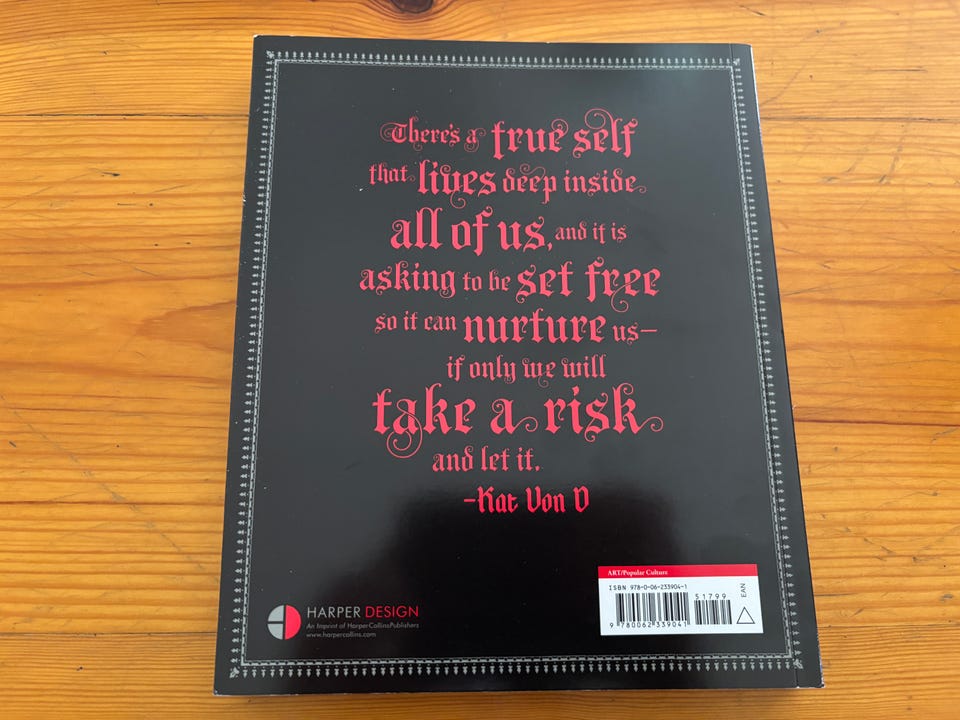 There's a true self
that lives deep inside
all of us, and it is
asking to be set free
so it can nurture us—
if only we will
take a risk
and let it.
—Kat Von D
HARPER DESIGN
An Imprint of HarperCollinsPublishers
www.harpercollins.com
ART/Popular Culture
ISBN 978-0-06-233904-1
51799
EAN
9 780062 339041